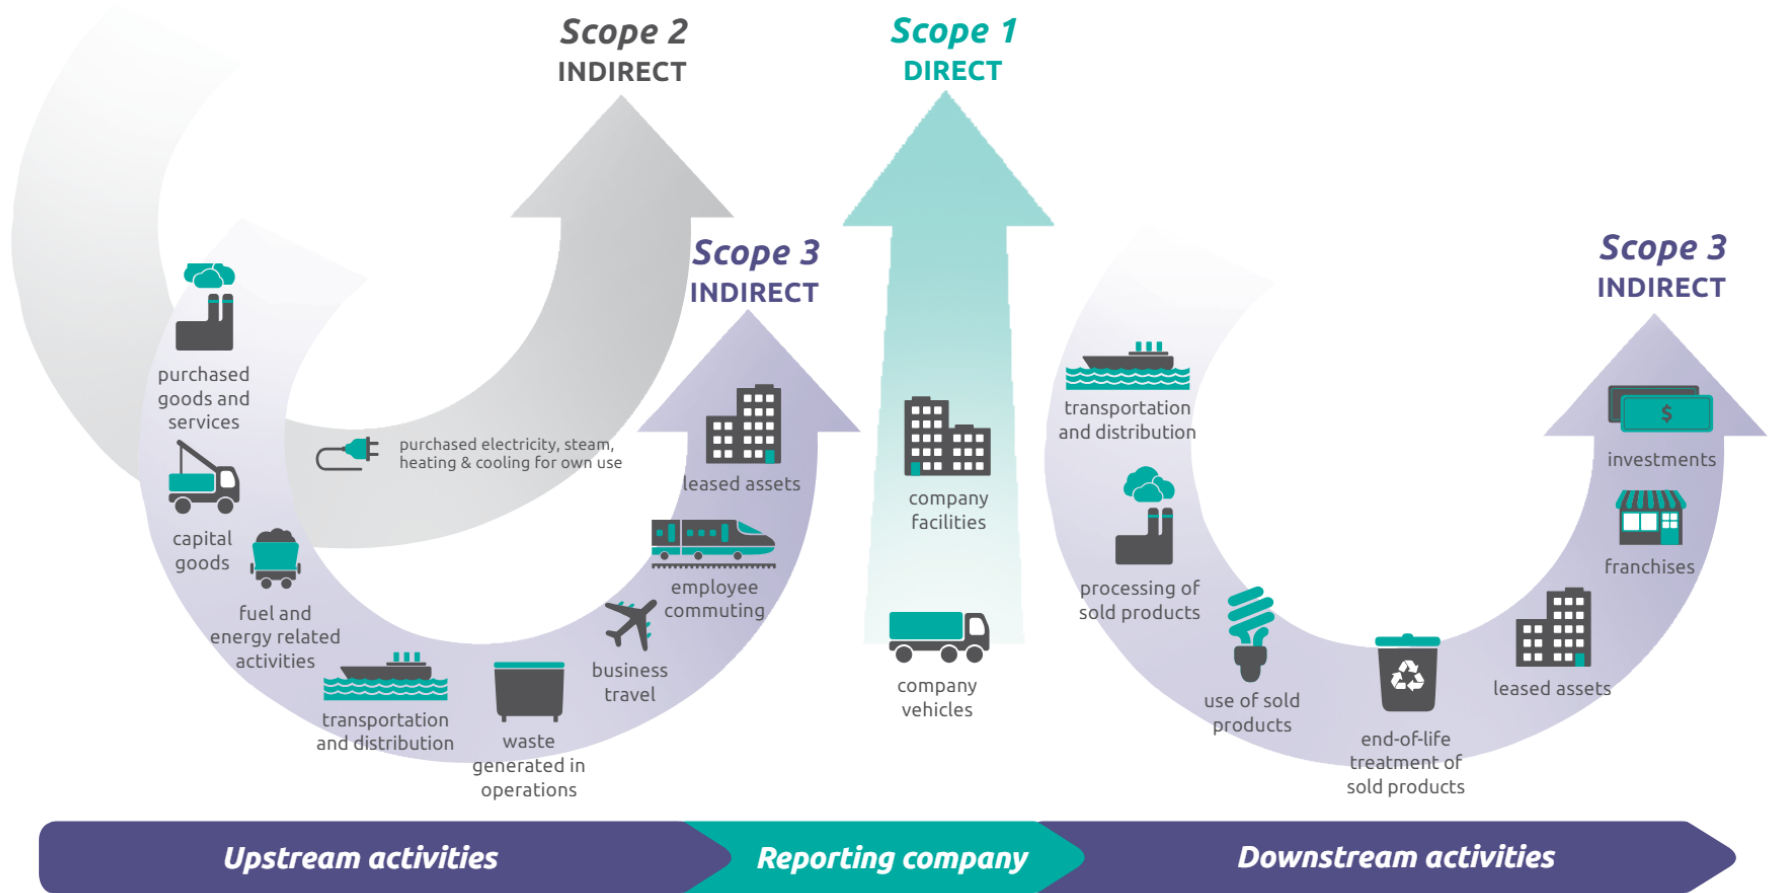 Scope 2
INDIRECT
Scope 1
DIRECT
Scope 3
INDIRECT
Scope 3
INDIRECT
purchased
goods and
services
capital
goods
fuel and
energy related
activities
transportation
and distribution
waste
generated in
operations
business
travel
employee
commuting
leased assets
purchased electricity, steam,
heating & cooling for own use
company
facilities
company
vehicles
transportation
and distribution
processing of
sold products
use of sold
products
end-of-life
treatment of
sold products
leased assets
franchises
investments
$
Upstream activities
Reporting company
Downstream activities